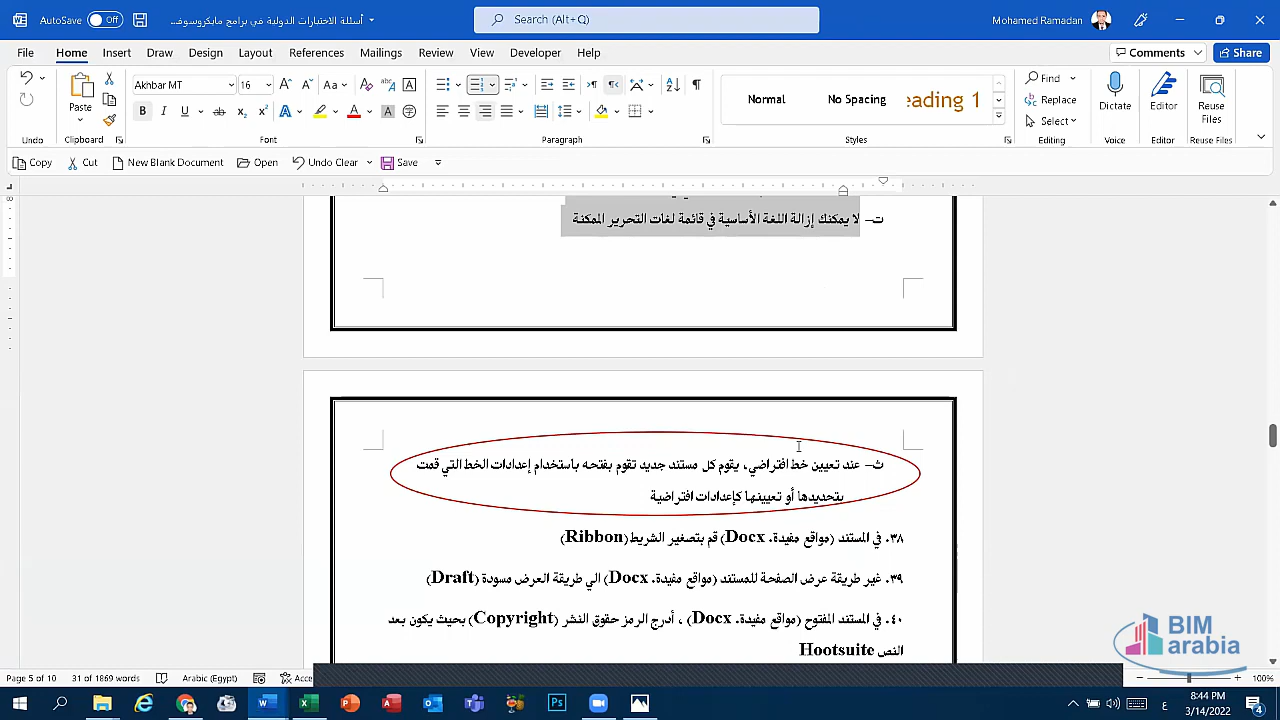 AutoSave Off أسئلة الاختبارات الدولية في برامج مايكروسوف... Search (Alt+Q) Mohamed Ramadan
File Home Insert Draw Design Layout References Mailings Review View Developer Help Comments Share
Akhbar MT 16 Normal No Spacing eading 1 Find Replace Select
Paste Dictate Editor Reuse Files
Undo Clipboard Font Paragraph Styles Editing Voice Editor Reuse Files
Copy Cut New Blank Document Open Undo Clear Save
ت– لا يمكنك إزالة اللغة الأساسية في قائمة لغات التحرير الممكنة
ث– عند تعيين خط افتراضي، يقوم كل مستند جديد تقوم بفتحه باستخدام إعدادات الخط التي قمت
بتحديدها أو تعيينها كإعدادات افتراضية
٣٨. في المستند (مواقع مفيدة. Docx) قم بتصغير الشريط (Ribbon)
٣٩. غير طريقة عرض الصفحة للمستند (مواقع مفيدة. Docx) الي طريقة العرض مسودة (Draft)
٤٠. في المستند المفتوح (مواقع مفيدة. Docx) ، أدرج الرمز حقوق النشر (Copyright) بحيث يكون بعد
النص Hootsuite
BIM
arabia
Page 5 of 10 31 of 1869 words Arabic (Egypt) Acce 100%
8:44 PM
3/14/2022